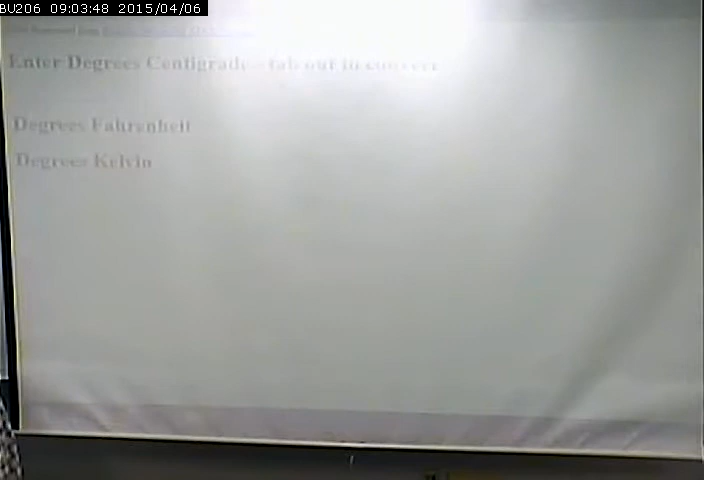 BU206 09:03:48 2015/04/06
Enter Degrees Centigrade - tab out to convert
Degrees Fahrenheit
Degrees Kelvin